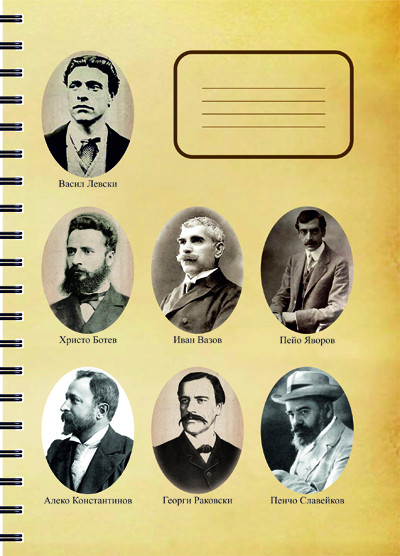 Васил Левски
Христо Ботев
Иван Вазов
Пейо Яворов
Алеко Константинов
Георги Раковски
Пенчо Славейков